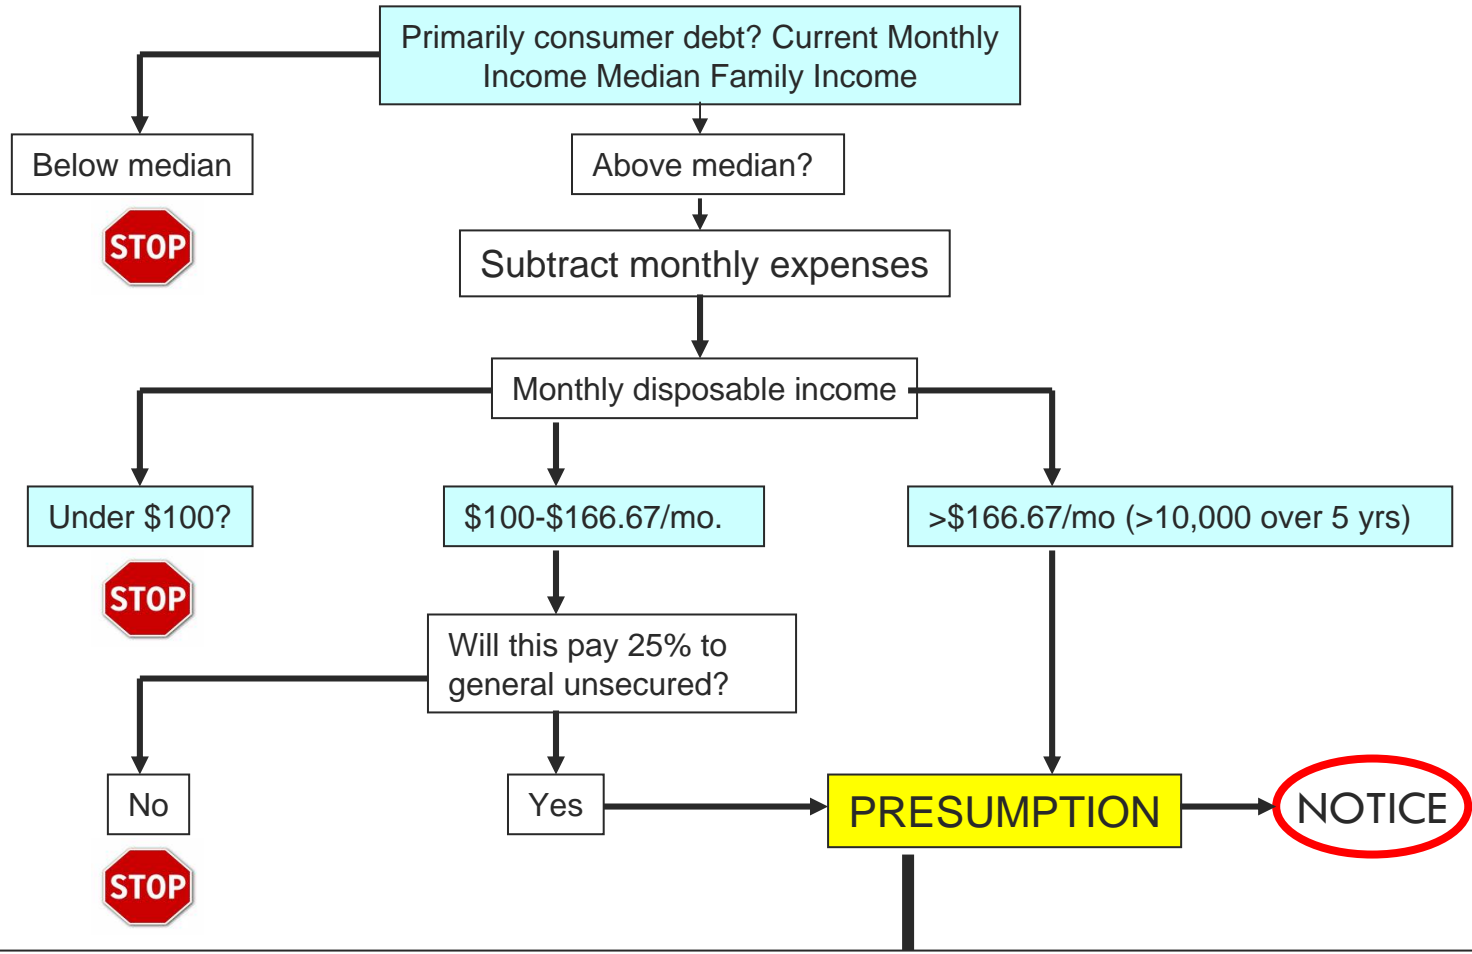 Primarily consumer debt? Current Monthly
Income Median Family Income
Below median
Above median?
STOP
Subtract monthly expenses
Monthly disposable income
Under $100?
$100-$166.67/mo.
>$166.67/mo (>10,000 over 5 yrs)
STOP
Will this pay 25% to
general unsecured?
No
Yes
PRESUMPTION
NOTICE
STOP